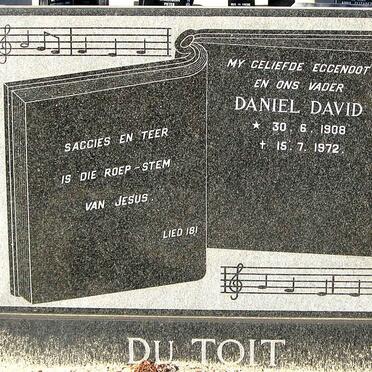 SAGGIES EN TEER
IS DIE ROEP-STEM
VAN JESUS.
LIED 181
MY GELIEFDE EGGENOOT
EN ONS VADER
DANIEL DAVID
★ 30. 6. 1908
✝ 15. 7. 1972.
DU TOIT